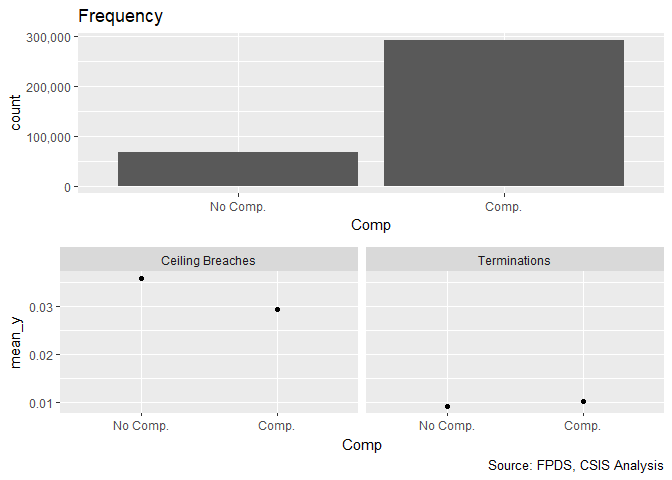 Frequency
300,000
200,000
100,000
0
count
No Comp.
Comp.
Comp
Ceiling Breaches
Terminations
0.03
0.02
0.01
mean_y
No Comp.
Comp.
No Comp.
Comp.
Comp
Source: FPDS, CSIS Analysis